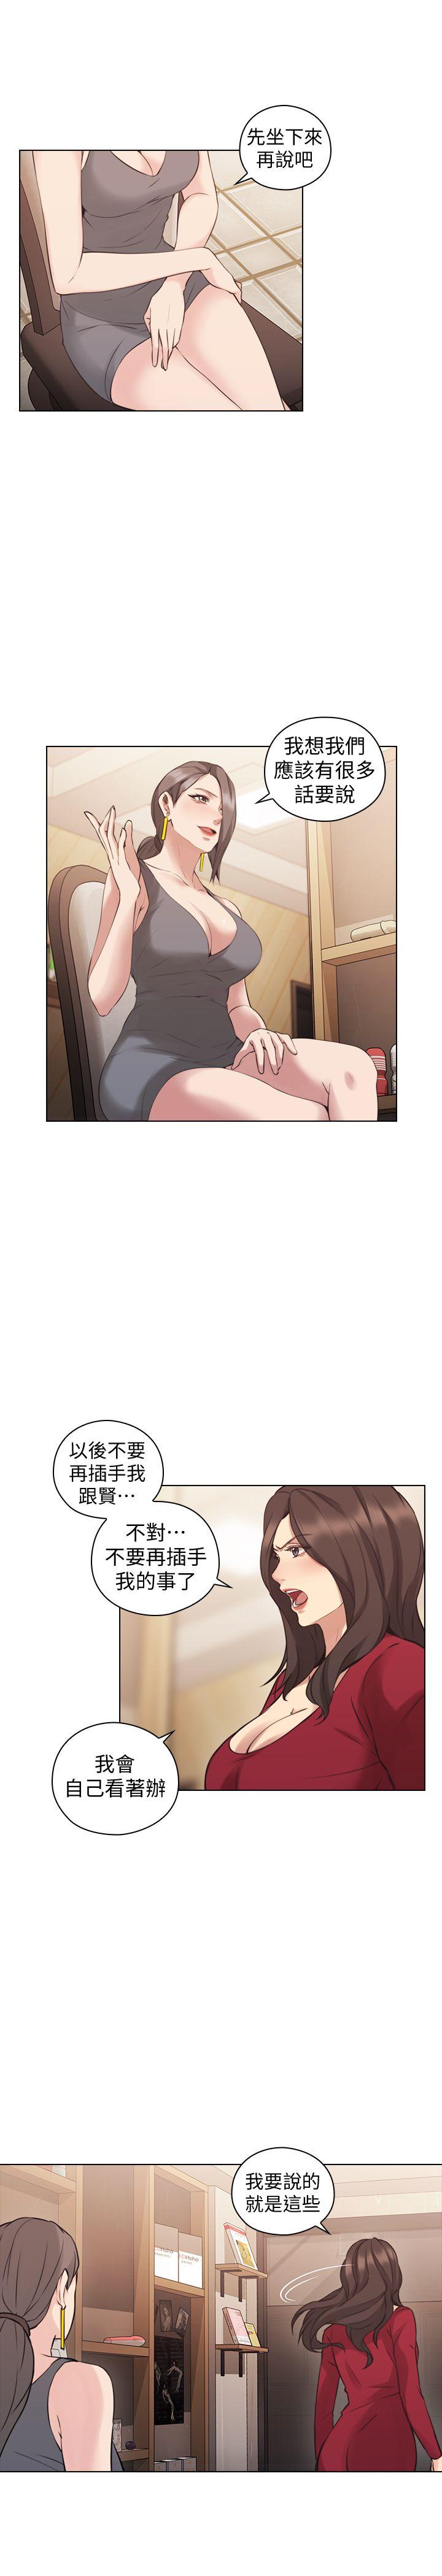 先坐下來
再說吧
我想我們
應該有很多
話要說
以後不要
再插手我
跟賢…
不對…
不要再插手
我的事了
我會
自己看著辦
我要說的
就是這些